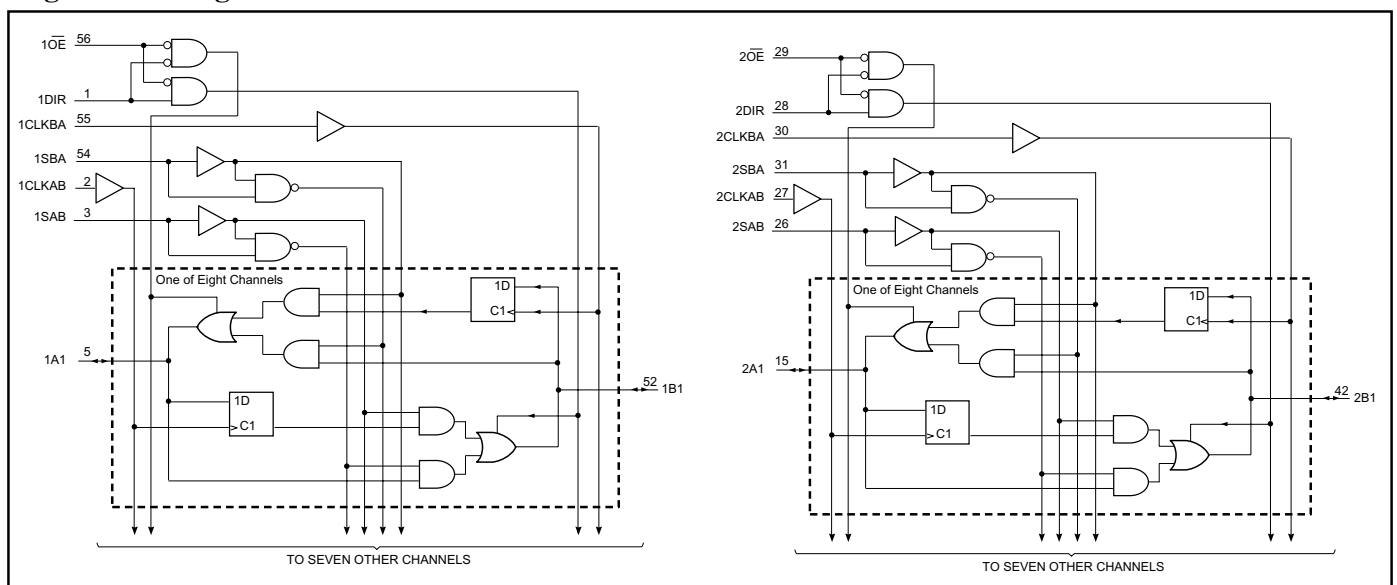 1O̅E̅ 56
1DIR 1
1CLKBA 55
1SBA 54
1CLKAB 2
1SAB 3
One of Eight Channels
1D
C1
1A1 5
52 1B1
1D
C1
TO SEVEN OTHER CHANNELS
2O̅E̅ 29
2DIR 28
2CLKBA 30
2SBA 31
2CLKAB 27
2SAB 26
One of Eight Channels
1D
C1
2A1 15
42 2B1
1D
C1
TO SEVEN OTHER CHANNELS